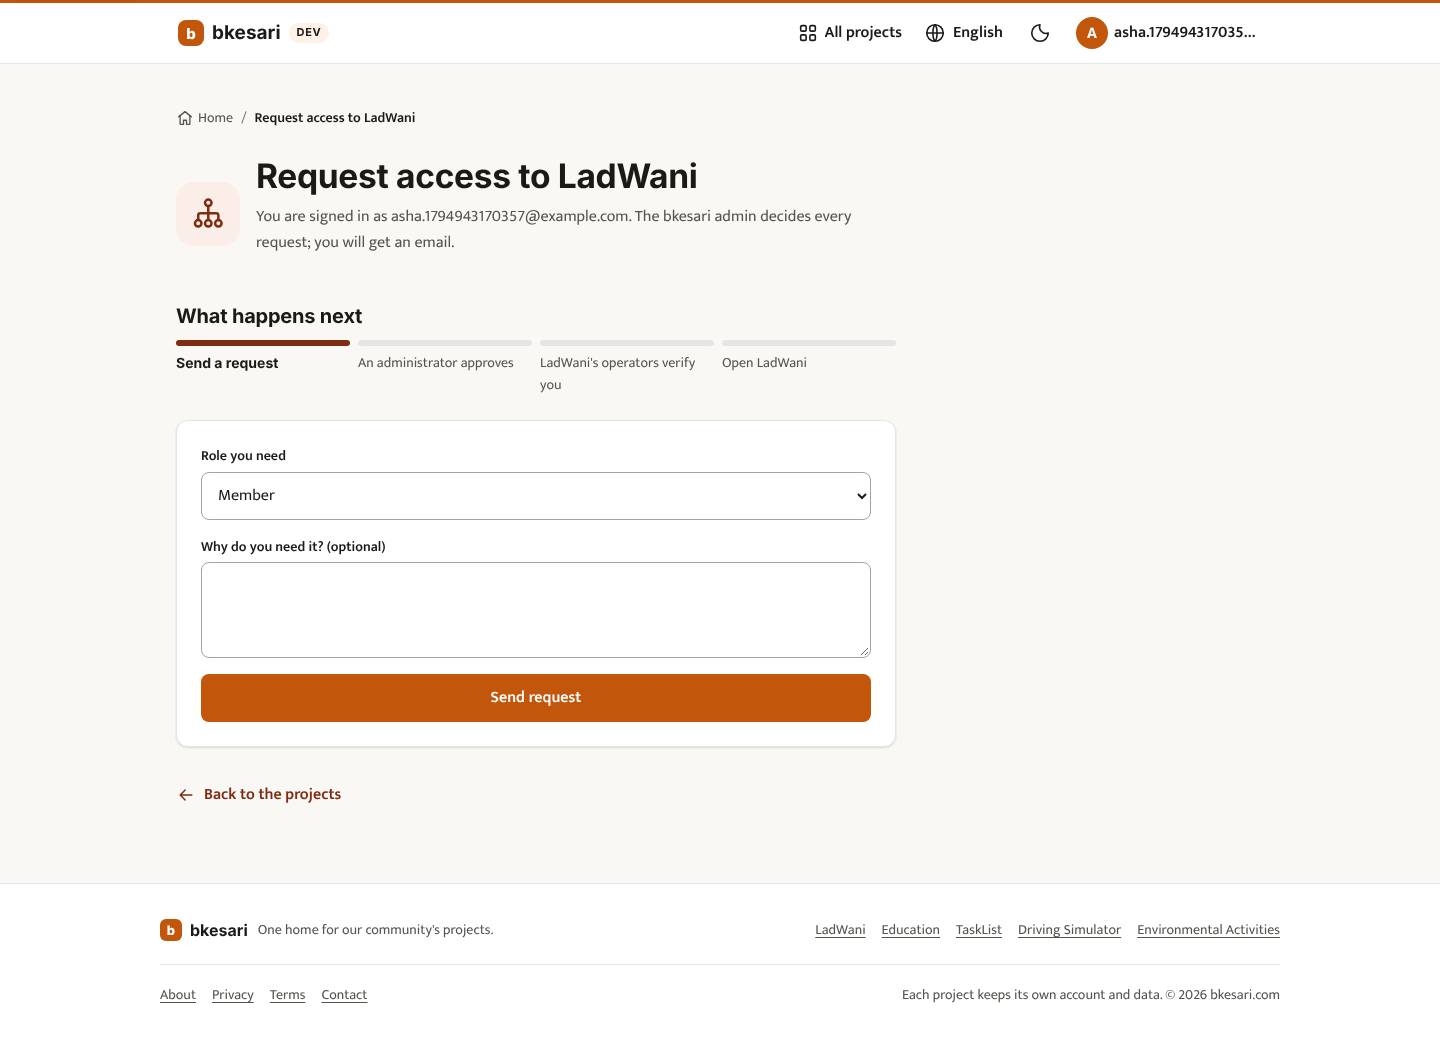 b bkesari DEV All projects English A asha.179494317035...
Home / Request access to LadWani
Request access to LadWani
You are signed in as asha.1794943170357@example.com. The bkesari admin decides every
request; you will get an email.
What happens next
Send a request
An administrator approves
LadWani's operators verify
you
Open LadWani
Role you need
Member
Why do you need it? (optional)
Send request
Back to the projects
b bkesari One home for our community's projects. LadWani Education TaskList Driving Simulator Environmental Activities
About Privacy Terms Contact Each project keeps its own account and data. © 2026 bkesari.com